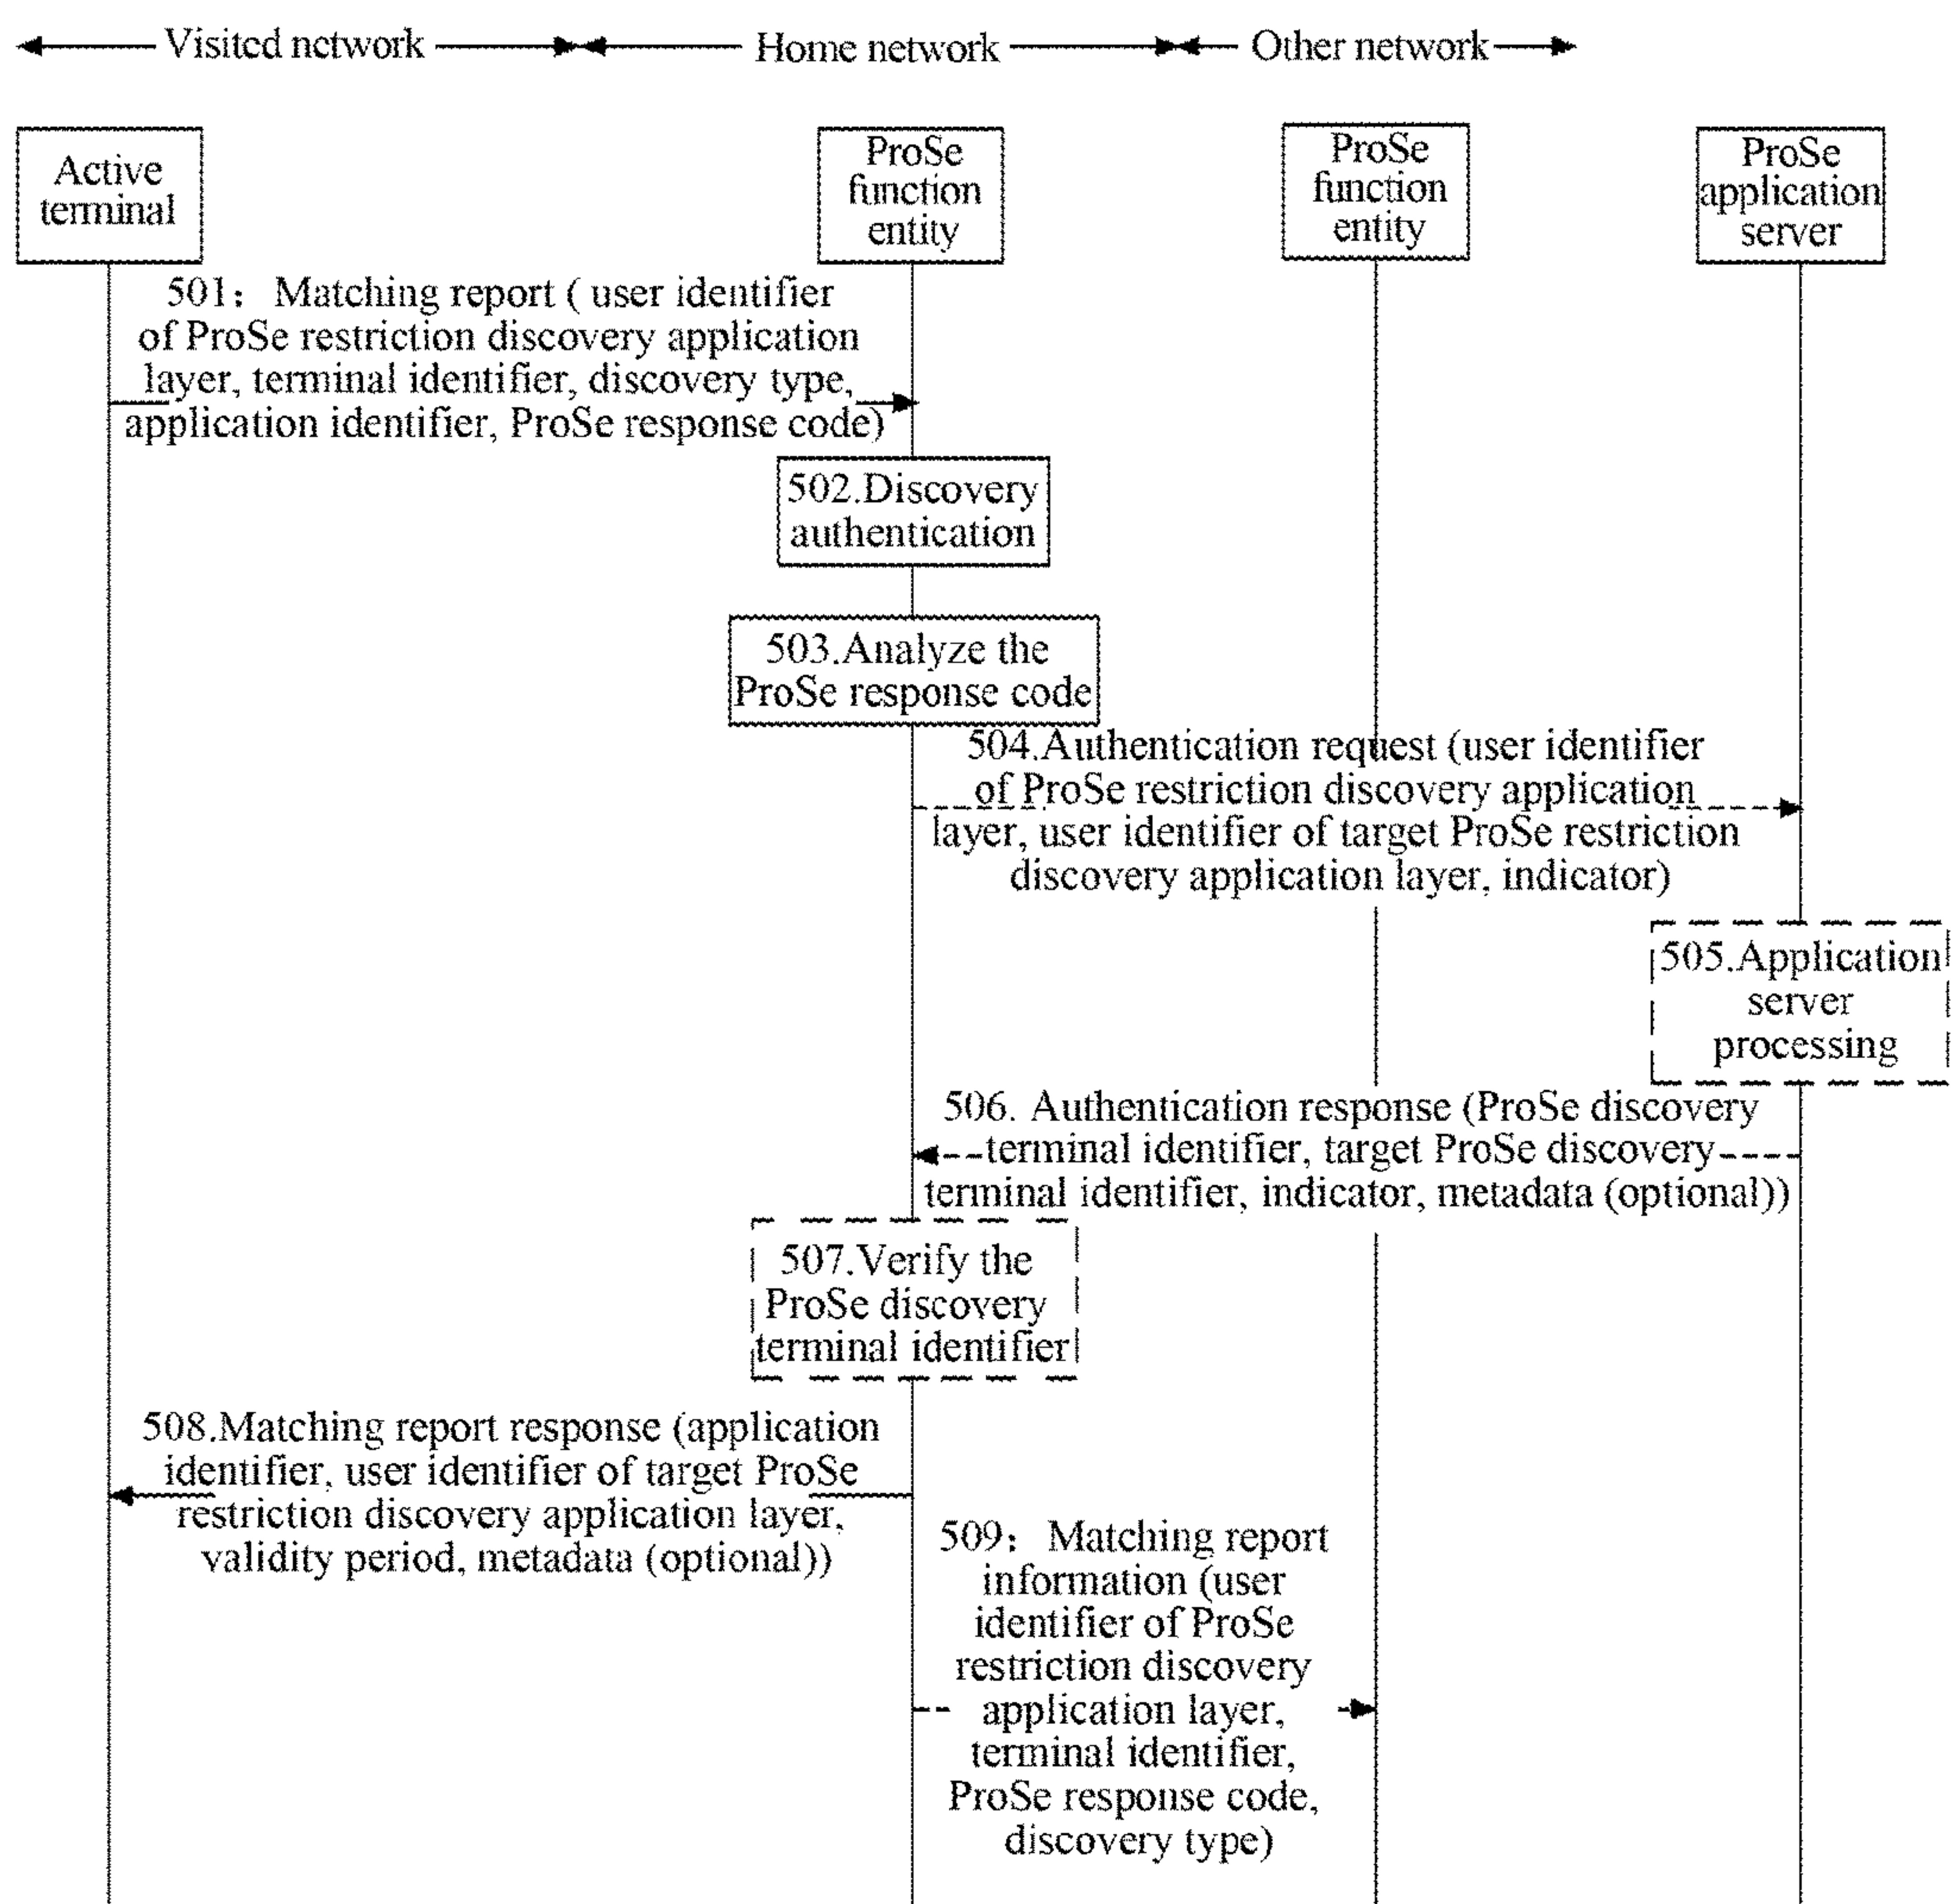 Visited network
Home network
Other network
Active
terminal
ProSe
function
entity
ProSe
function
entity
ProSe
application
server
501: Matching report ( user identifier
of ProSe restriction discovery application
layer, terminal identifier, discovery type,
application identifier, ProSe response code)
502.Discovery
authentication
503.Analyze the
ProSe response code
504.Authentication request (user identifier
of ProSe restriction discovery application
layer, user identifier of target ProSe restriction
discovery application layer, indicator)
505.Application
server
processing
506. Authentication response (ProSe discovery
terminal identifier, target ProSe discovery
terminal identifier, indicator, metadata (optional))
507.Verify the
ProSe discovery
terminal identifier
508.Matching report response (application
identifier, user identifier of target ProSe
restriction discovery application layer,
validity period, metadata (optional))
509: Matching report
information (user
identifier of ProSe
restriction discovery
application layer,
terminal identifier,
ProSe response code,
discovery type)